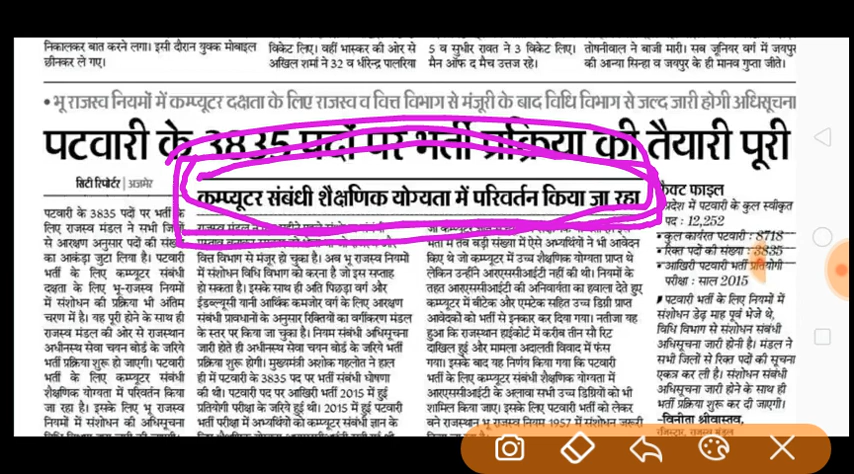 निकालकर बात करने लगा। इसी दौरान युवक मोबाइल
छीनकर ले गए।
विकेट लिए। वहीं भास्कर की ओर से
अखिल शर्मा ने 32 व धीरेन्द्र पालरिया
5 व सुधीर रावत ने 3 विकेट लिए।
मैन ऑफ द मैच उत्तज रहे।
तोषनीवाल ने बाजी मारी। सब जूनियर वर्ग में जयपुर
की आन्या सिन्हा व जयपुर के ही मानव गुप्ता जीते।
• भू राजस्व नियमों में कम्प्यूटर दक्षता के लिए राजस्व व वित्त विभाग से मंजूरी के बाद विधि विभाग से जल्द जारी होगी अधिसूचना
पटवारी के 3835 पदों पर भर्ती प्रक्रिया की तैयारी पूरी
कम्प्यूटर संबंधी शैक्षणिक योग्यता में परिवर्तन किया जा रहा
सिटी रिपोर्टर | अजमेर
पटवारी के 3835 पदों पर भर्ती के
लिए राजस्व मंडल ने सभी जिलों
से आरक्षण अनुसार पदों की संख्या
का आकंड़ा जुटा लिया है। पटवारी
भर्ती के लिए कम्प्यूटर संबंधी
दक्षता के लिए भू-राजस्व नियमों
में संशोधन की प्रक्रिया भी अंतिम
चरण में है। यह पूरी होने के साथ ही
राजस्व मंडल की ओर से राजस्थान
अधीनस्थ सेवा चयन बोर्ड के जरिये
भर्ती प्रक्रिया शुरू हो जाएगी। पटवारी
भर्ती के लिए कम्प्यूटर संबंधी
शैक्षणिक योग्यता में परिवर्तन किया
जा रहा है। इसके लिए भू राजस्व
नियमों में संशोधन की अधिसूचना
वित्त विभाग से मंजूर हो चुका है। अब भू राजस्व नियमों
में संशोधन विधि विभाग को करना है जो इस सप्ताह
हो सकता है। इसके साथ ही अति पिछड़ा वर्ग और
ईडब्ल्यूसी यानी आर्थिक कमजोर वर्ग के लिए आरक्षण
संबंधी प्रावधानों के अनुसार रिक्तियों का वर्गीकरण मंडल
के स्तर पर किया जा चुका है। नियम संबंधी अधिसूचना
जारी होते ही अधीनस्थ सेवा चयन बोर्ड के जरिये भर्ती
प्रक्रिया शुरू होगी। मुख्यमंत्री अशोक गहलोत ने हाल
ही में पटवारी के 3835 पद पर भर्ती संबंधी घोषणा
की थी। पटवारी पद पर आखिरी भर्ती 2015 में हुई
प्रतियोगी परीक्षा के जरिये हुई थी। 2015 में हुई पटवारी
भर्ती परीक्षा में अभ्यर्थियों को कम्प्यूटर संबंधी ज्ञान के
में तब बड़ी संख्या में ऐसे अभ्यर्थियों ने भी आवेदन
किए थे जो कम्प्यूटर में उच्च शैक्षणिक योग्यता प्राप्त थे
लेकिन उन्होंने आरएससीआईटी नहीं की थी। नियमों के
तहत आरएससीआईटी की अनिवार्यता का हवाला देते हुए
कम्प्यूटर में बीटेक और एमटेक सहित उच्च डिग्री प्राप्त
आवेदकों को भर्ती से इनकार कर दिया गया। नतीजा यह
हुआ कि राजस्थान हाईकोर्ट में करीब तीन सौ रिट
दाखिल हुई और मामला अदालती विवाद में फंस
गया। इसके बाद यह निर्णय किया गया कि पटवारी
भर्ती के लिए कम्प्यूटर संबंधी शैक्षणिक योग्यता में
आरएससीआईटी के अलावा सभी उच्च डिग्रियों को भी
शामिल किया जाए। इसके लिए पटवारी भर्ती को लेकर
बने राजस्थान भू राजस्व नियम 1957 में संशोधन जरूरी
फैक्ट फाइल
प्रदेश में पटवारी के कुल स्वीकृत
पद : 12,252
• कुल कार्यरत पटवारी : 8718
• रिक्त पदों की संख्या : 3835
• आखिरी पटवारी भर्ती प्रतियोगी
परीक्षा : साल 2015
पटवारी भर्ती के लिए नियमों में
संशोधन डेढ़ माह पूर्व भेजे थे,
विधि विभाग से संशोधन संबंधी
अधिसूचना जारी होनी है। मंडल ने
सभी जिलों से रिक्त पदों की सूचना
एकत्र कर ली है। संशोधन संबंधी
अधिसूचना जारी होने के साथ ही
भर्ती प्रक्रिया शुरू कर दी जाएगी।
-विनीता श्रीवास्तव,